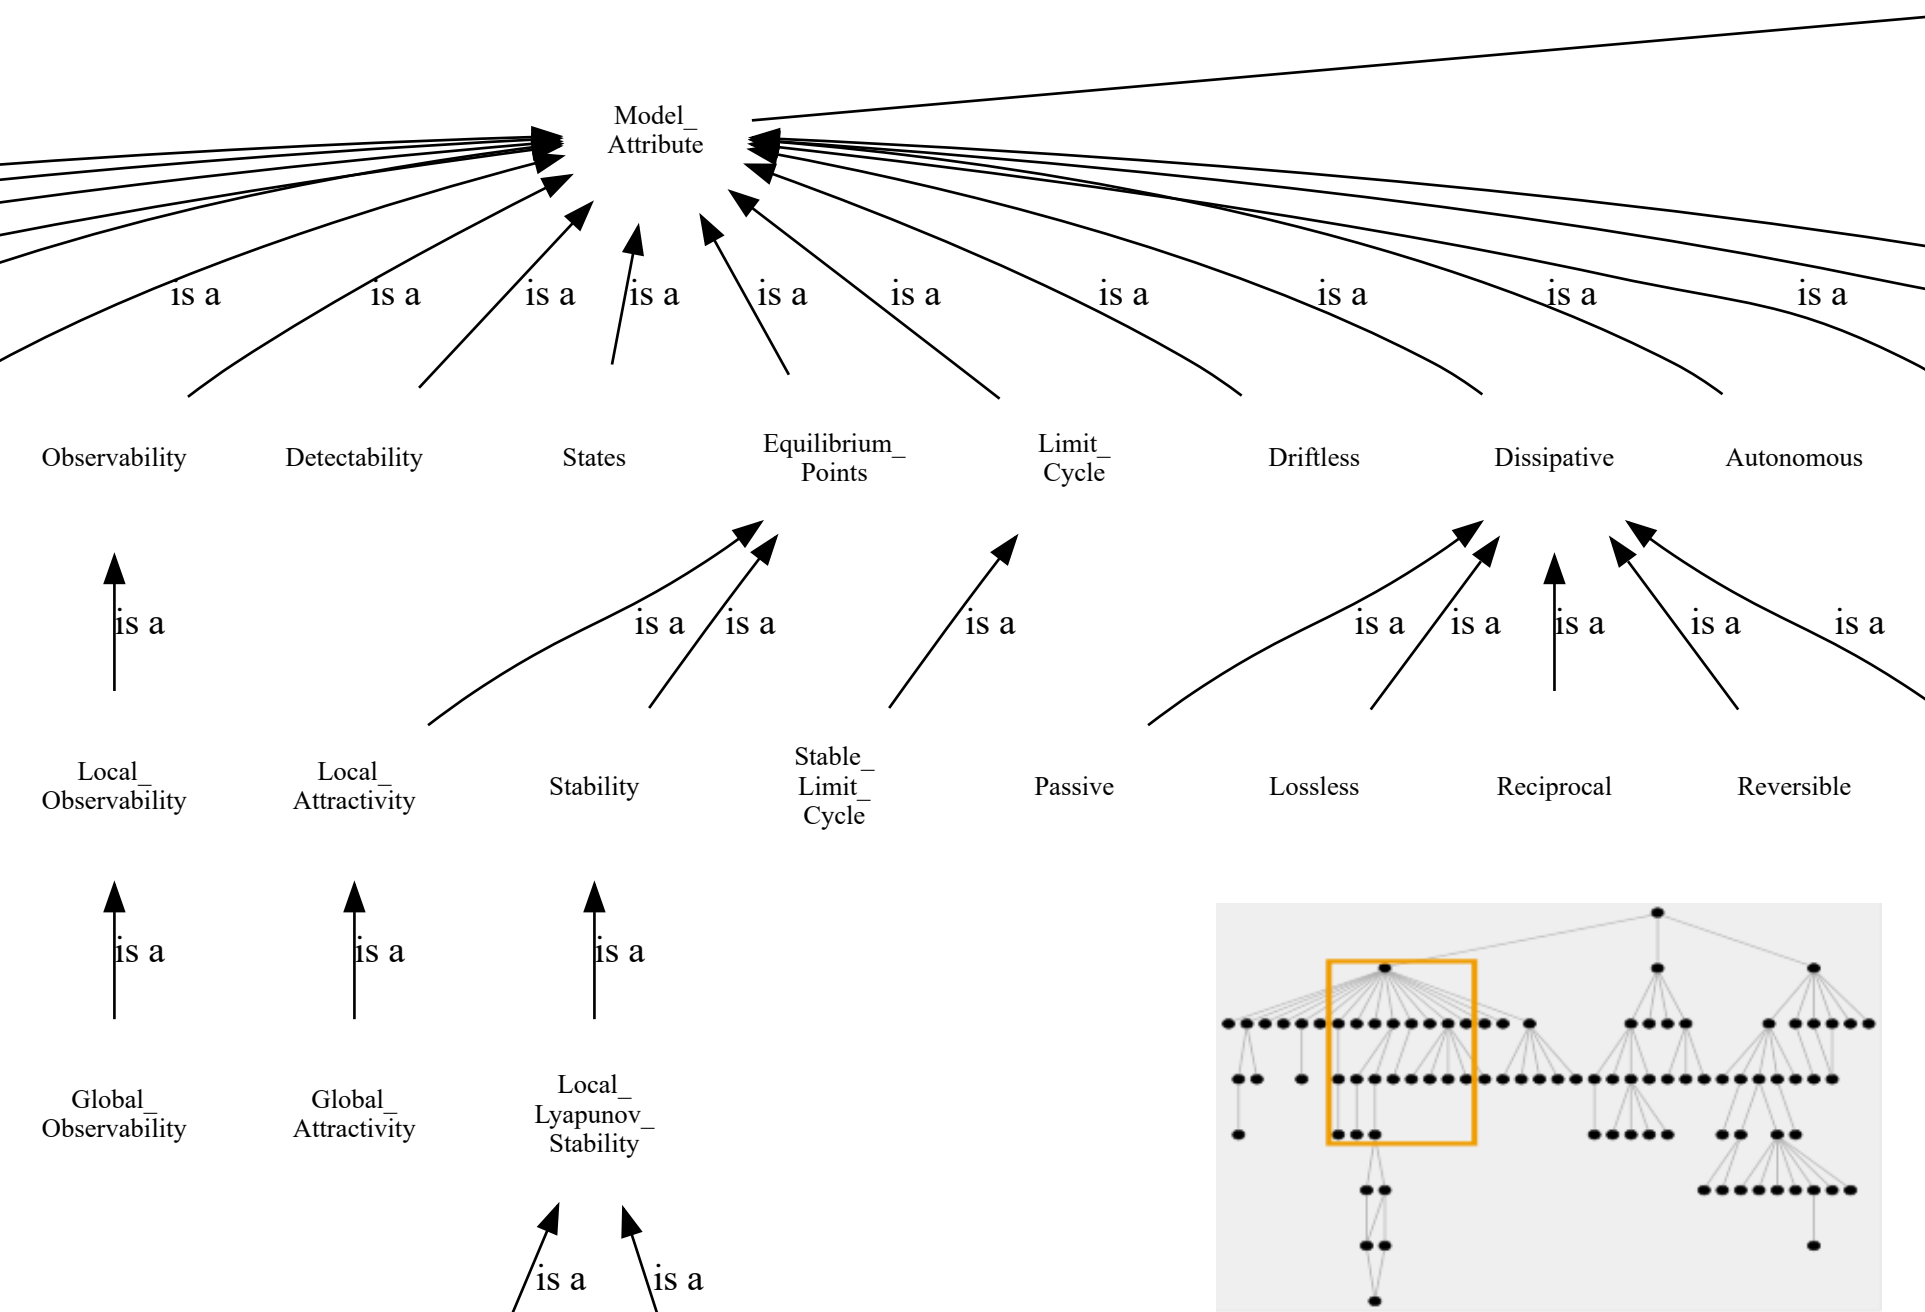 Model_
Attribute
is a
is a
is a
is a
is a
is a
is a
is a
is a
is a
Observability
Detectability
States
Equilibrium_
Points
Limit_
Cycle
Driftless
Dissipative
Autonomous
is a
is a
is a
is a
is a
is a
is a
is a
is a
Local_
Observability
Local_
Attractivity
Stability
Stable_
Limit_
Cycle
Passive
Lossless
Reciprocal
Reversible
is a
is a
is a
Global_
Observability
Global_
Attractivity
Local_
Lyapunov_
Stability
is a
is a